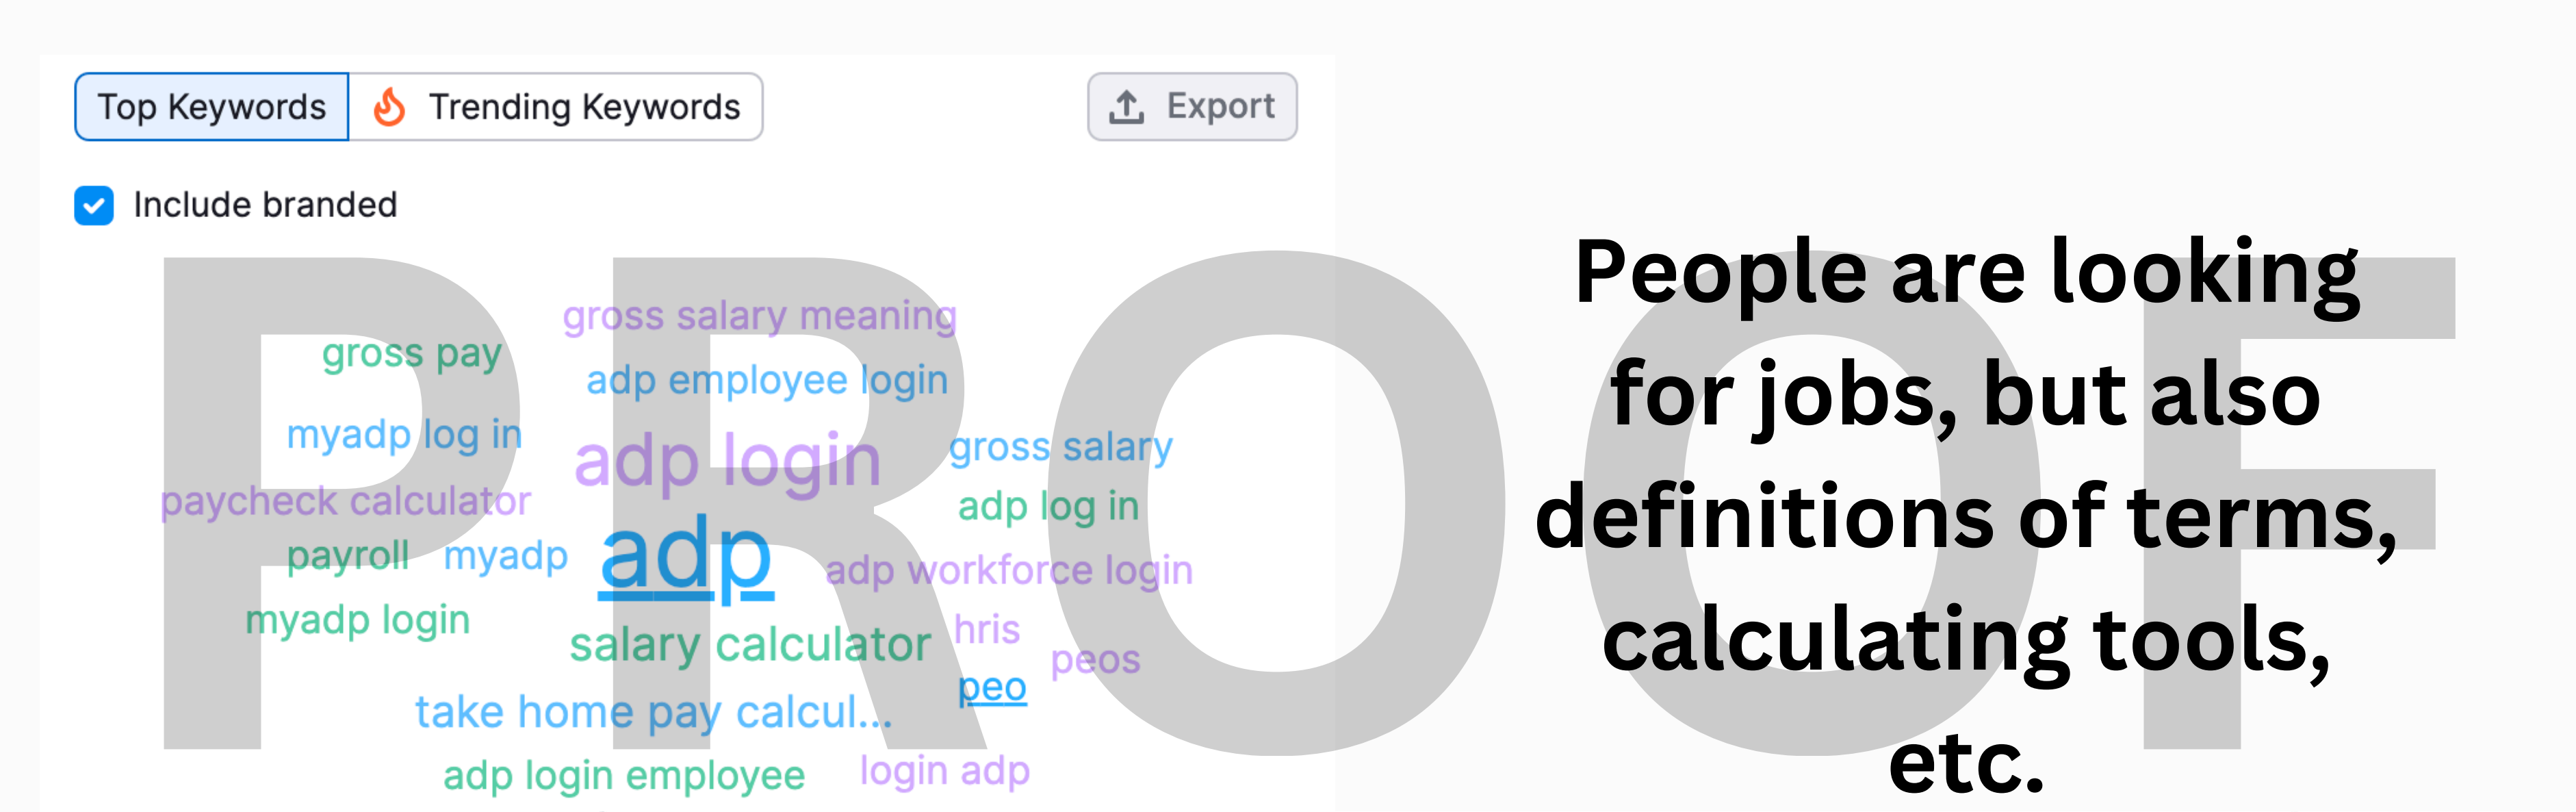 Top Keywords
Trending Keywords
Export
Include branded
gross salary meaning
gross pay
adp employee login
myadp log in
adp login
gross salary
paycheck calculator
adp log in
payroll
myadp
adp
adp workforce login
myadp login
salary calculator
hris
peos
peo
take home pay calcul...
adp login employee
login adp
PROOF
People are looking
for jobs, but also
definitions of terms,
calculating tools,
etc.